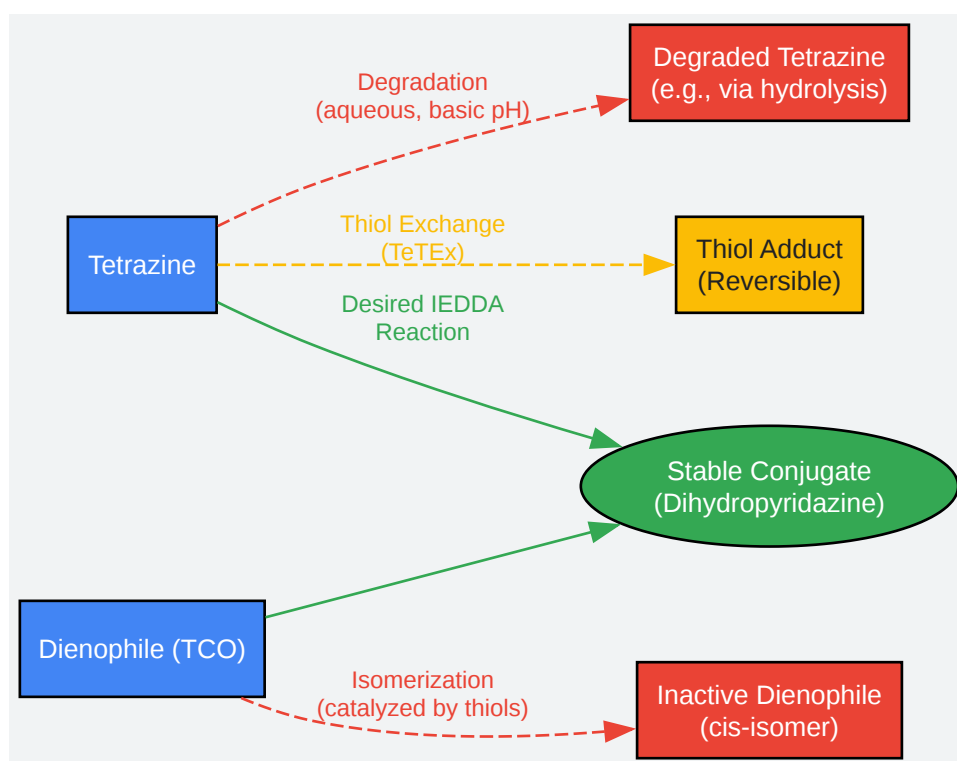 Degraded Tetrazine
(e.g., via hydrolysis)
Degradation
(aqueous, basic pH)
Tetrazine
Thiol Exchange
(TeTEx)
Thiol Adduct
(Reversible)
Desired IEDDA
Reaction
Stable Conjugate
(Dihydropyridazine)
Dienophile (TCO)
Isomerization
(catalyzed by thiols)
Inactive Dienophile
(cis-isomer)